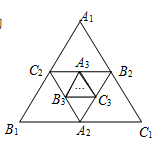 A₁
C₂ A₃ B₂
B₃ ... C₃
B₁ A₂ C₁